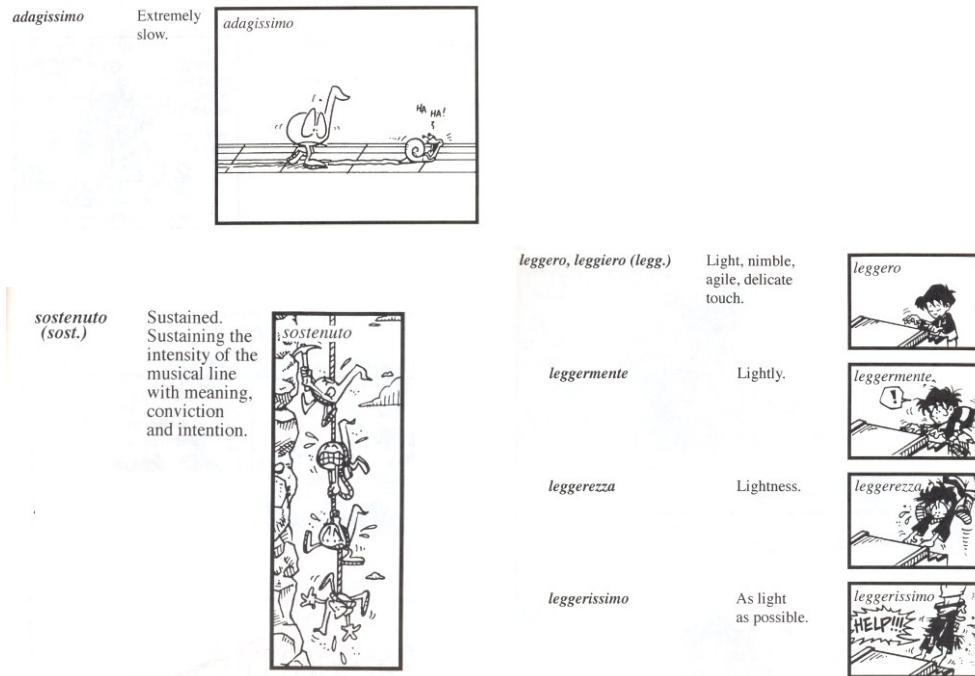 adagissimo
Extremely
slow.
adagissimo
HA HA!
sostenuto
(sost.)
Sustained.
Sustaining the
intensity of the
musical line
with meaning,
conviction
and intention.
sostenuto
leggero, leggiero (legg.)
Light, nimble,
agile, delicate
touch.
leggero
leggermente
Lightly.
leggermente
!
leggerezza
Lightness.
leggerezza
leggerissimo
As light
as possible.
leggerissimo
HELP!!!